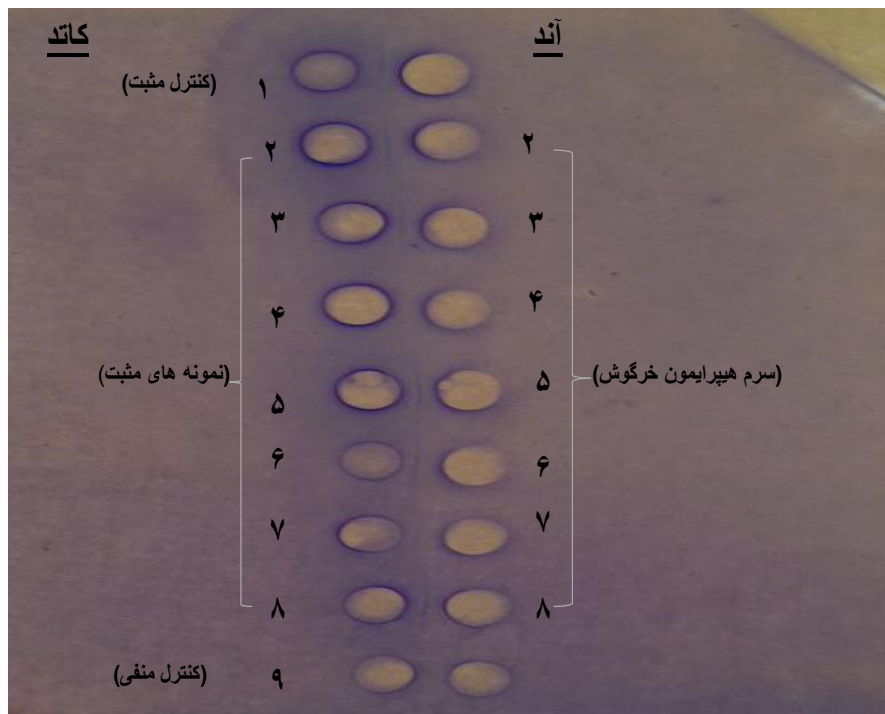 آند
کاتد
(کنترل مثبت)
۱
۲
۲
۳
۳
۴
۴
(سرم هیپرایمون خرگوش)
۵
(نمونه های مثبت)
۵
۶
۶
۷
۷
۸
۸
۹
(کنترل منفی)